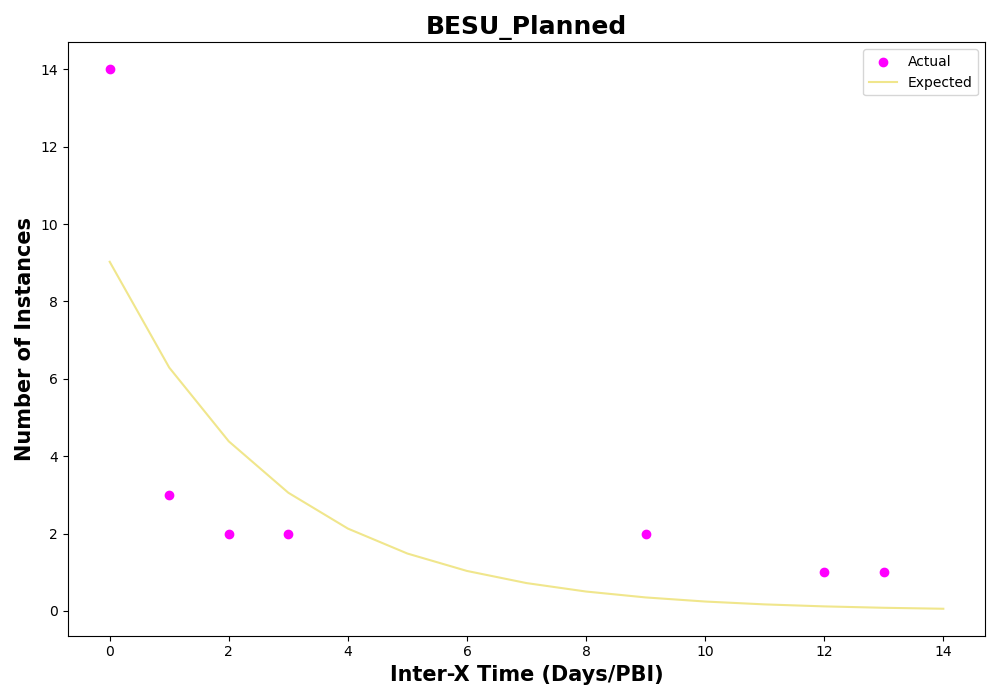 BESU_Planned
Actual
Expected
Number of Instances
14
12
10
8
6
4
2
0
0 2 4 6 8 10 12 14
Inter-X Time (Days/PBI)